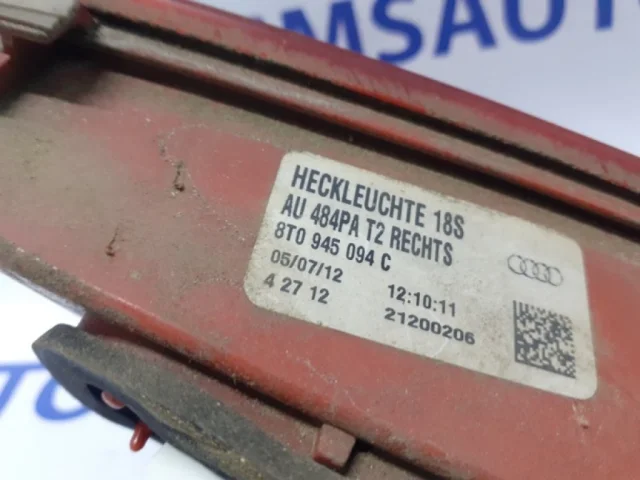 OMSAUTO
HECKLEUCHTE 18S
AU 484PA T2 RECHTS
8T0 945 094 C
05/07/12 12:10:11
4 27 12 21200206